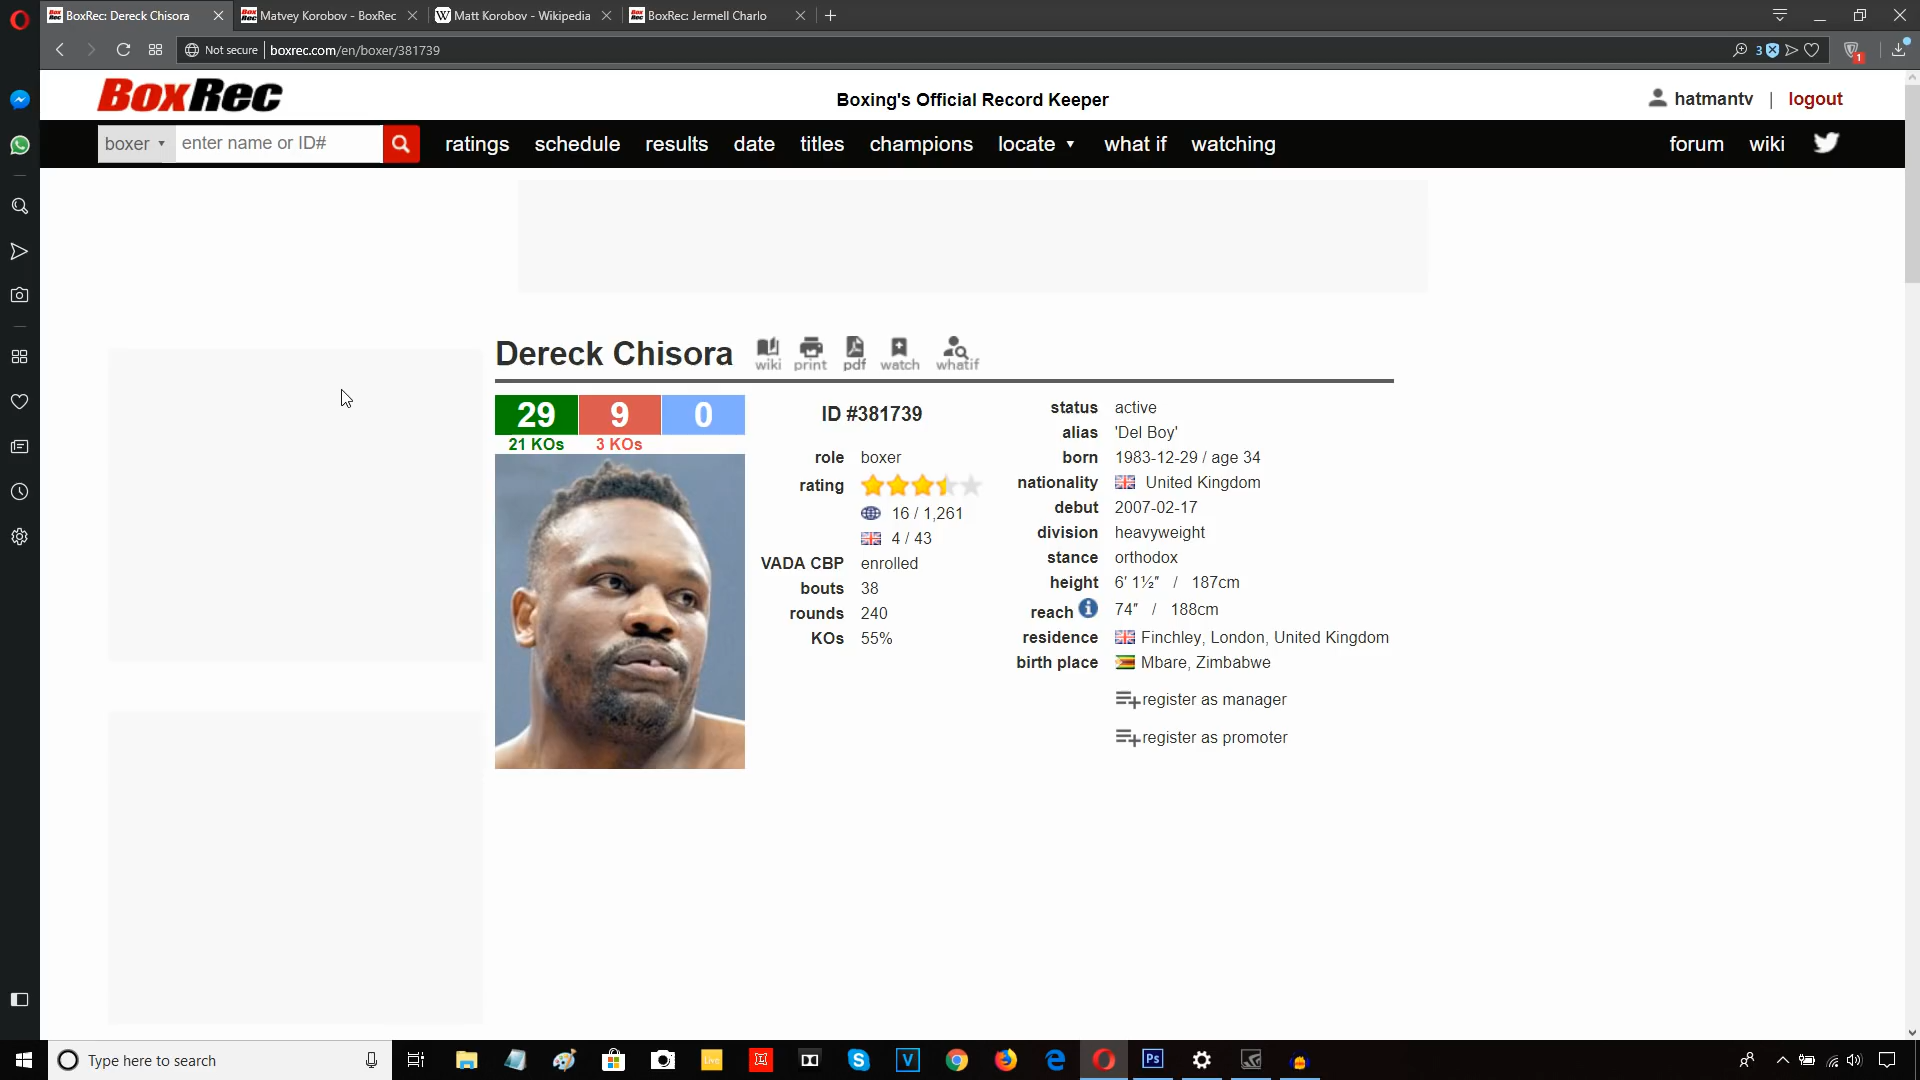 BoxRec: Dereck Chisora
Matvey Korobov - BoxRec
Matt Korobov - Wikipedia
BoxRec: Jermell Charlo
Not secure
boxrec.com/en/boxer/381739
3
1
BoxRec
Boxing's Official Record Keeper
hatmantv | logout
boxer
enter name or ID#
ratings schedule results date titles champions locate what if watching
forum wiki
Dereck Chisora
wiki print pdf watch whatif
29 9 0
21 KOs 3 KOs
ID #381739
role boxer
rating
16 / 1,261
4 / 43
VADA CBP enrolled
bouts 38
rounds 240
KOs 55%
status active
alias 'Del Boy'
born 1983-12-29 / age 34
nationality United Kingdom
debut 2007-02-17
division heavyweight
stance orthodox
height 6′ 1½″ / 187cm
reach 74″ / 188cm
residence Finchley, London, United Kingdom
birth place Mbare, Zimbabwe
register as manager
register as promoter
Type here to search